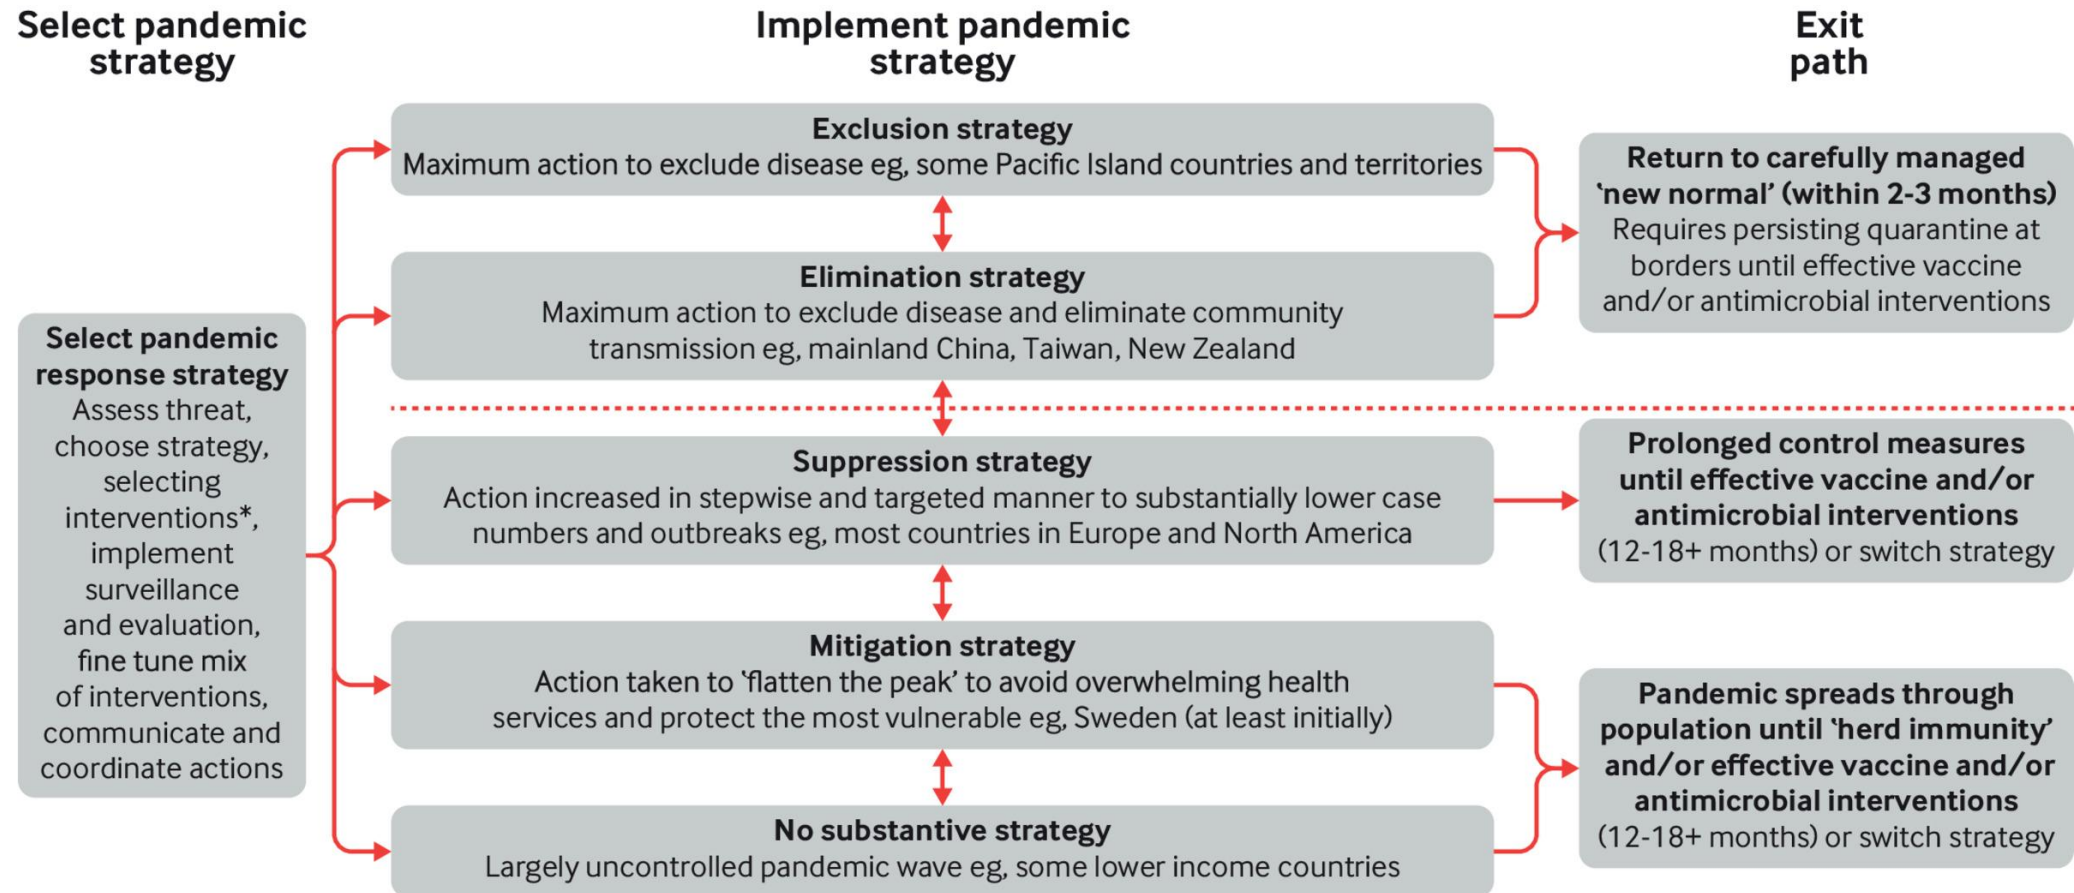 Select pandemic
strategy
Implement pandemic
strategy
Exit
path
Select pandemic
response strategy
Assess threat,
choose strategy,
selecting
interventions*,
implement
surveillance
and evaluation,
fine tune mix
of interventions,
communicate and
coordinate actions
Exclusion strategy
Maximum action to exclude disease eg, some Pacific Island countries and territories
Elimination strategy
Maximum action to exclude disease and eliminate community
transmission eg, mainland China, Taiwan, New Zealand
Suppression strategy
Action increased in stepwise and targeted manner to substantially lower case
numbers and outbreaks eg, most countries in Europe and North America
Mitigation strategy
Action taken to ‘flatten the peak’ to avoid overwhelming health
services and protect the most vulnerable eg, Sweden (at least initially)
No substantive strategy
Largely uncontrolled pandemic wave eg, some lower income countries
Return to carefully managed
‘new normal’ (within 2-3 months)
Requires persisting quarantine at
borders until effective vaccine
and/or antimicrobial interventions
Prolonged control measures
until effective vaccine and/or
antimicrobial interventions
(12-18+ months) or switch strategy
Pandemic spreads through
population until ‘herd immunity’
and/or effective vaccine and/or
antimicrobial interventions
(12-18+ months) or switch strategy